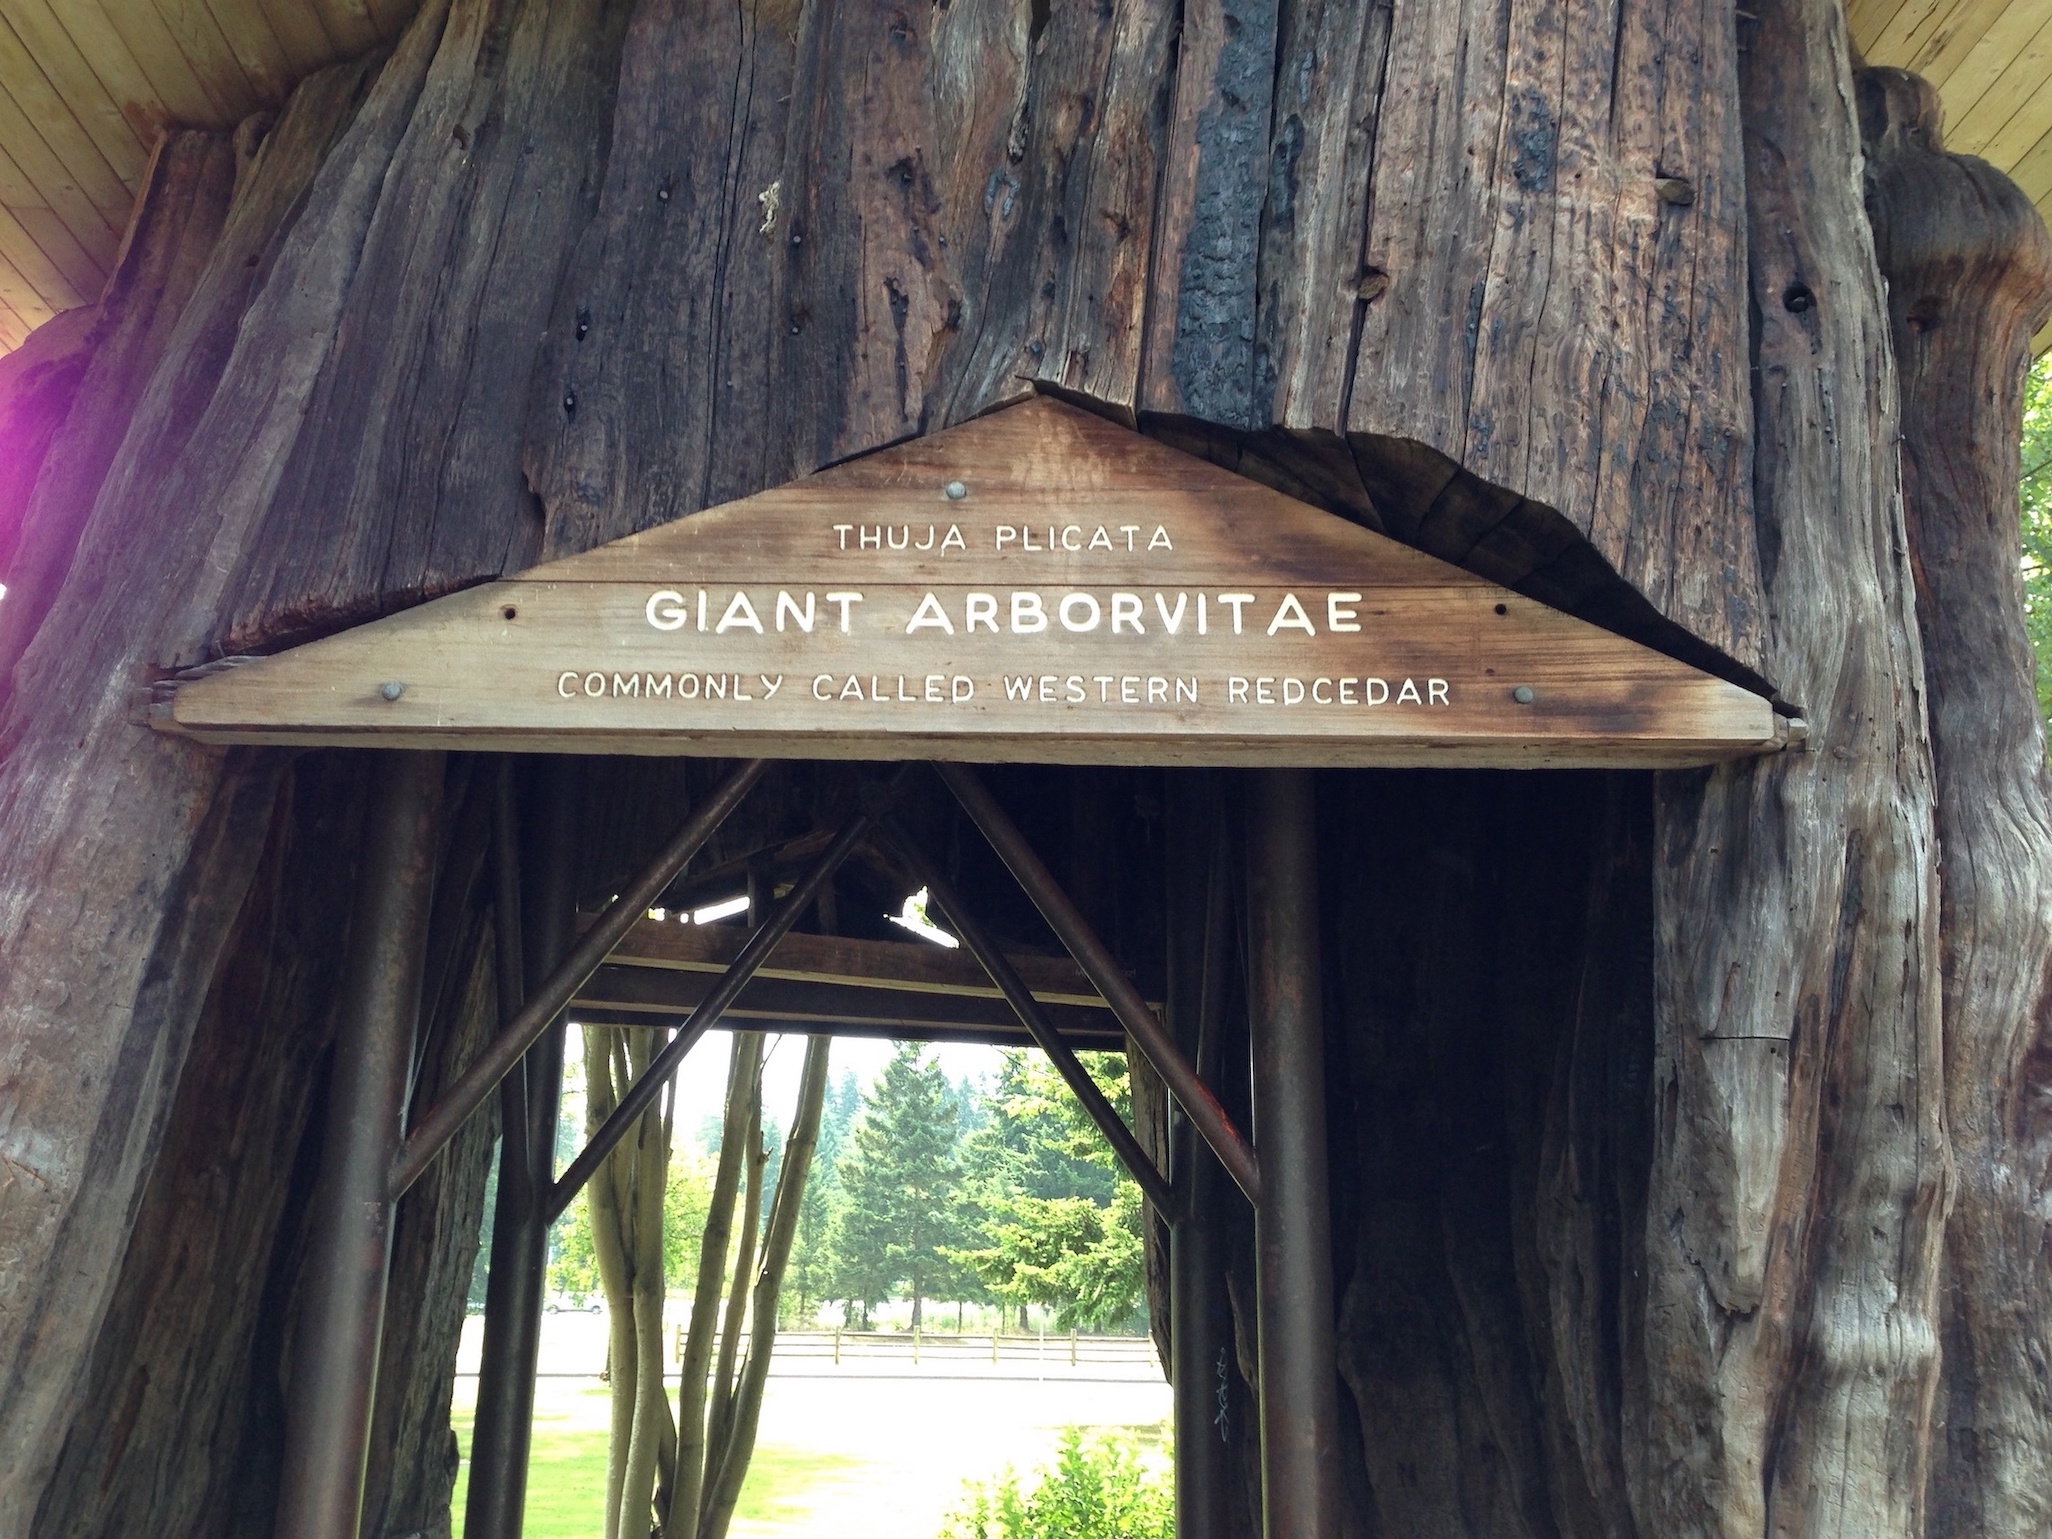 THUJA PLICATA
GIANT ARBORVITAE
COMMONLY CALLED WESTERN REDCEDAR